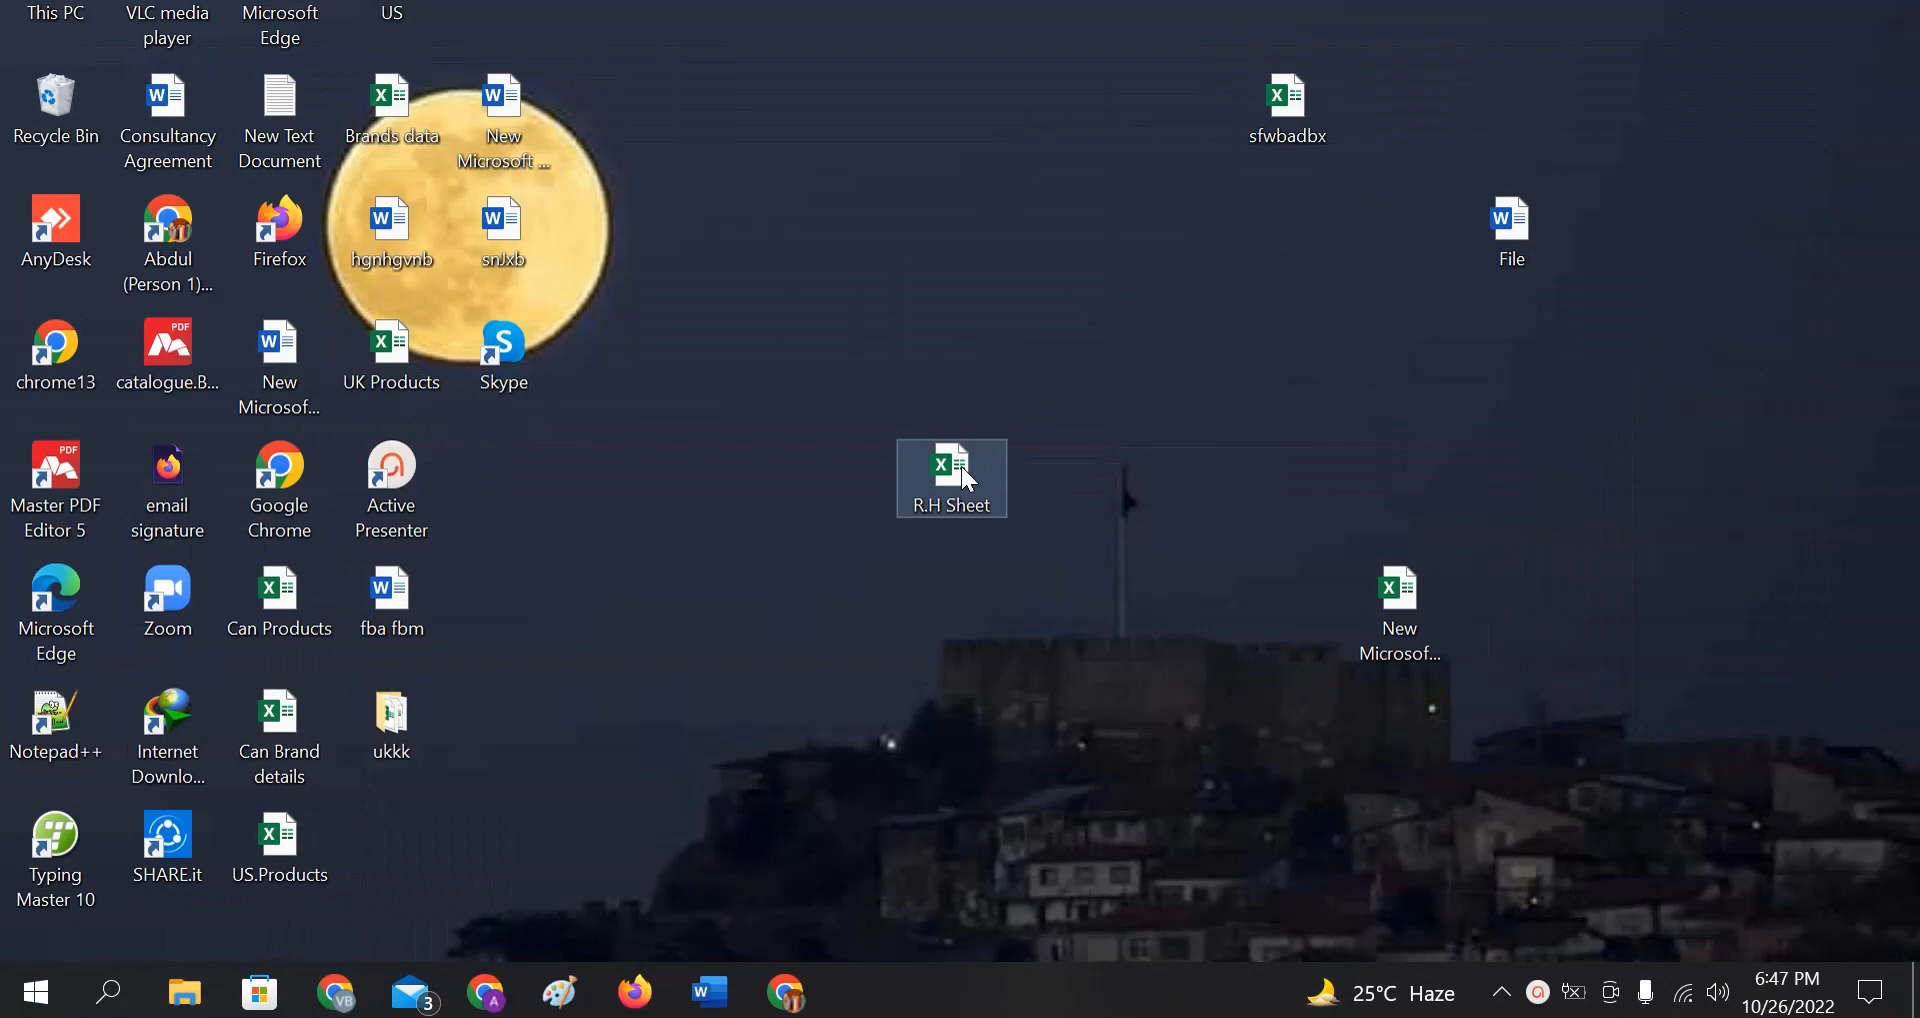 This PC
VLC media
player
Microsoft
Edge
US
Recycle Bin
Consultancy
Agreement
New Text
Document
Brands data
New
Microsoft ...
sfwbadbx
AnyDesk
Abdul
(Person 1)...
Firefox
hgnhgvnb
snJxb
File
chrome13
PDF
catalogue.B...
New
Microsof...
UK Products
Skype
PDF
Master PDF
Editor 5
email
signature
Google
Chrome
Active
Presenter
R.H Sheet
Microsoft
Edge
Zoom
Can Products
fba fbm
New
Microsof...
Notepad++
Internet
Downlo...
Can Brand
details
ukkk
Typing
Master 10
SHARE.it
US.Products
VB
3
A
25°C Haze
6:47 PM
10/26/2022